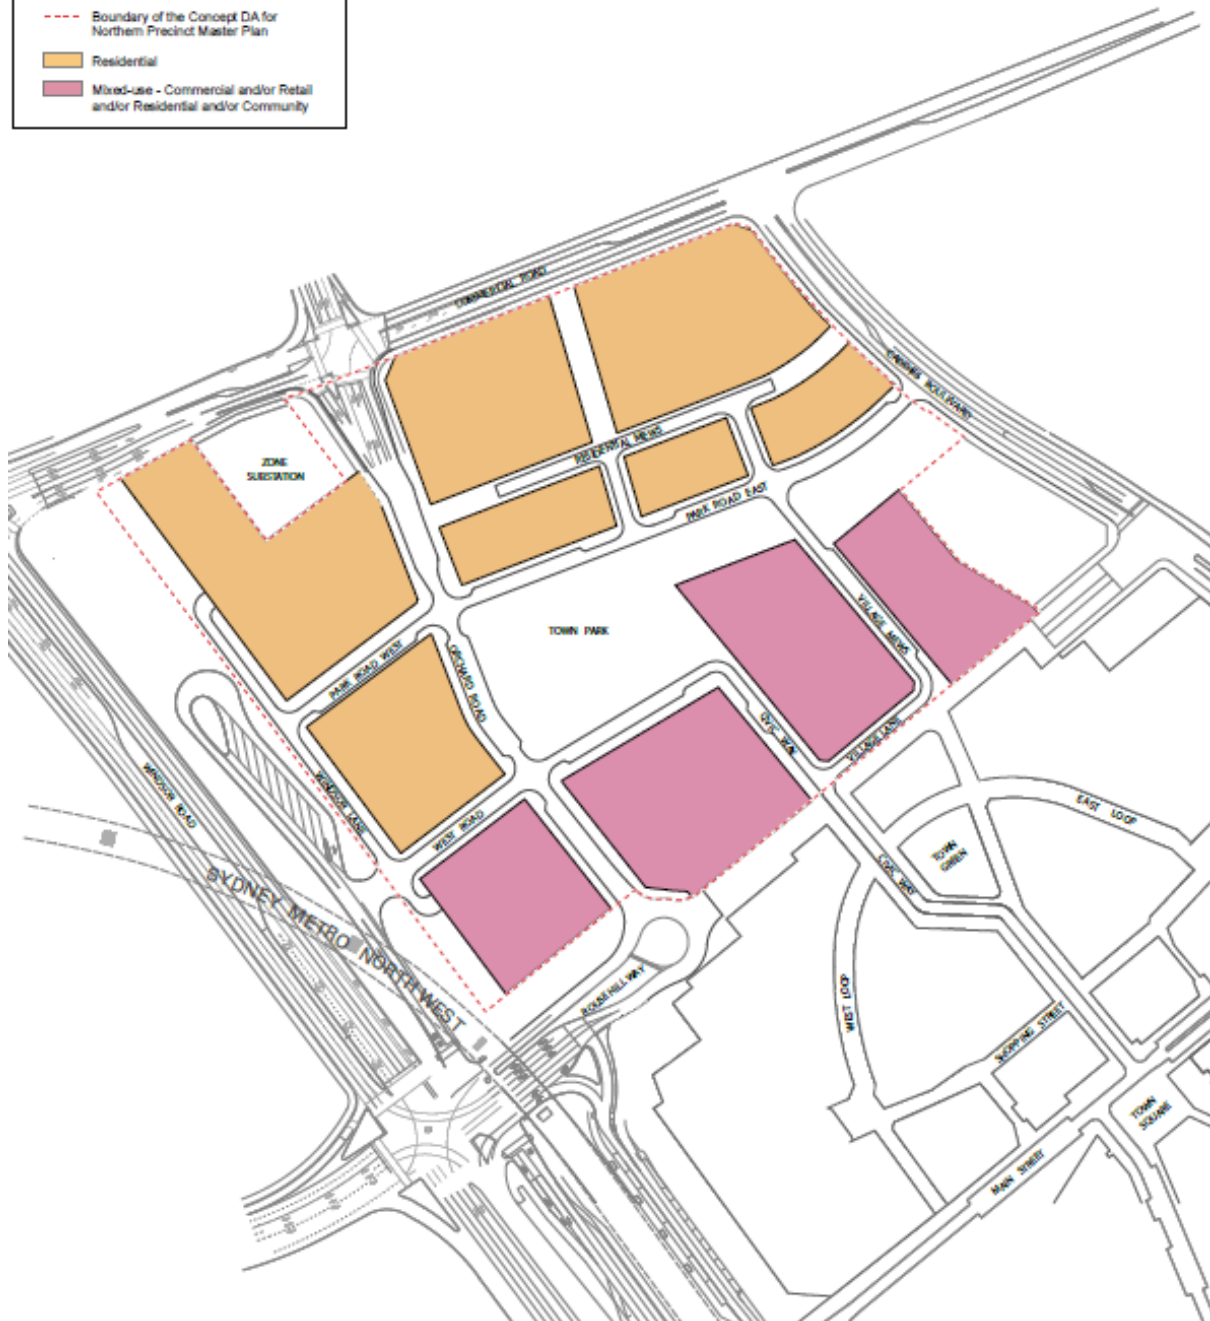 Boundary of the Concept DA for
Northern Precinct Master Plan
Residential
Mixed-use - Commercial and/or Retail
and/or Residential and/or Community
COMMERCIAL ROAD
CADDIES BOULEVARD
ZONE
SUBSTATION
RESIDENTIAL MEWS
PARK ROAD EAST
TOWN PARK
VILLAGE MEWS
PARK ROAD WEST
ORCHARD ROAD
CIVIC WAY
VILLAGE LANE
WINDSOR ROAD
WINDSOR LANE
WEST ROAD
EAST LOOP
TOWN
GREEN
CIVIC WAY
SYDNEY METRO NORTH WEST
ROUSE HILL WAY
WEST LOOP
SHOPPING STREET
TOWN
SQUARE
MAIN STREET